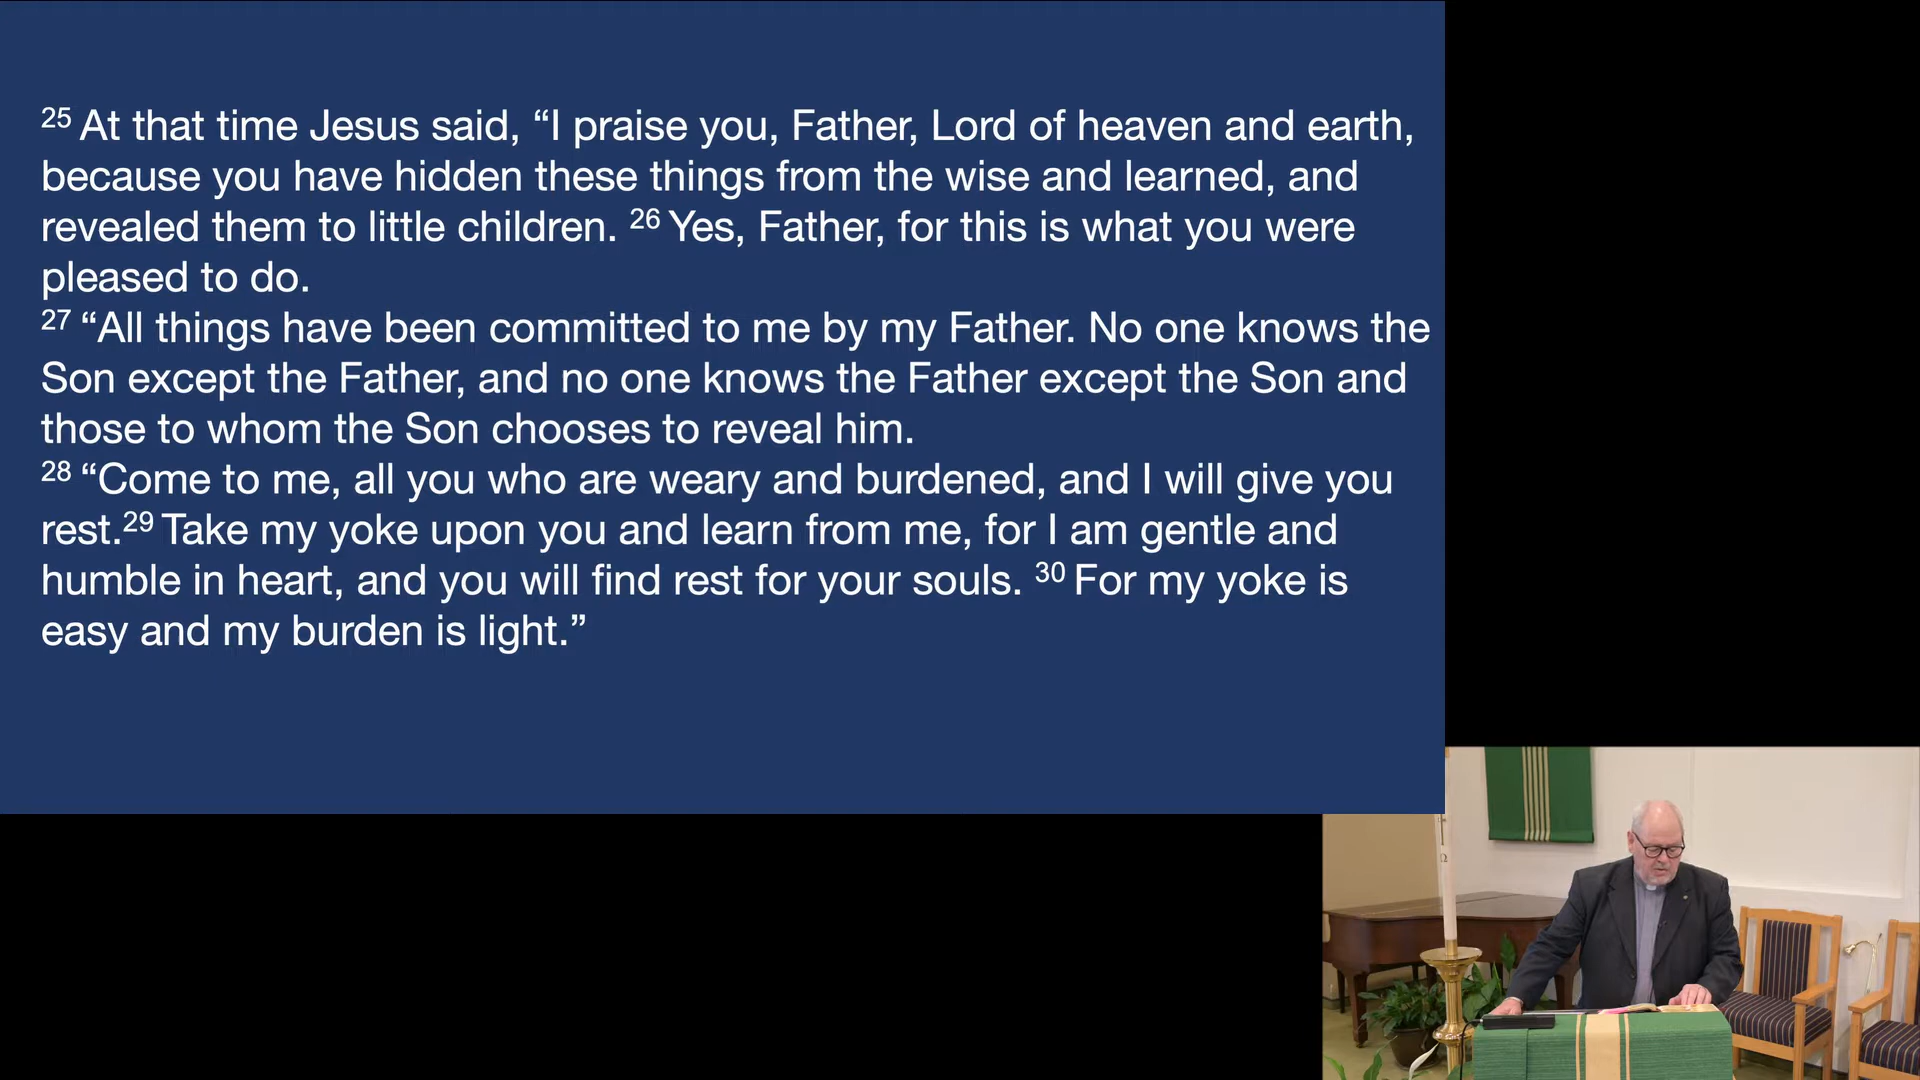 25 At that time Jesus said, “I praise you, Father, Lord of heaven and earth,
because you have hidden these things from the wise and learned, and
revealed them to little children. 26 Yes, Father, for this is what you were
pleased to do.
27 “All things have been committed to me by my Father. No one knows the
Son except the Father, and no one knows the Father except the Son and
those to whom the Son chooses to reveal him.
28 “Come to me, all you who are weary and burdened, and I will give you
rest.29 Take my yoke upon you and learn from me, for I am gentle and
humble in heart, and you will find rest for your souls. 30 For my yoke is
easy and my burden is light.”